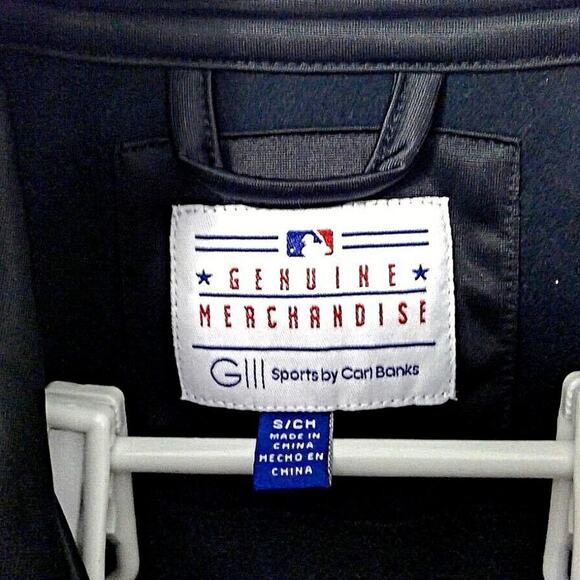 GENUINE
MERCHANDISE
GIII Sports by Carl Banks
S/CH
MADE IN
CHINA
HECHO EN
CHINA